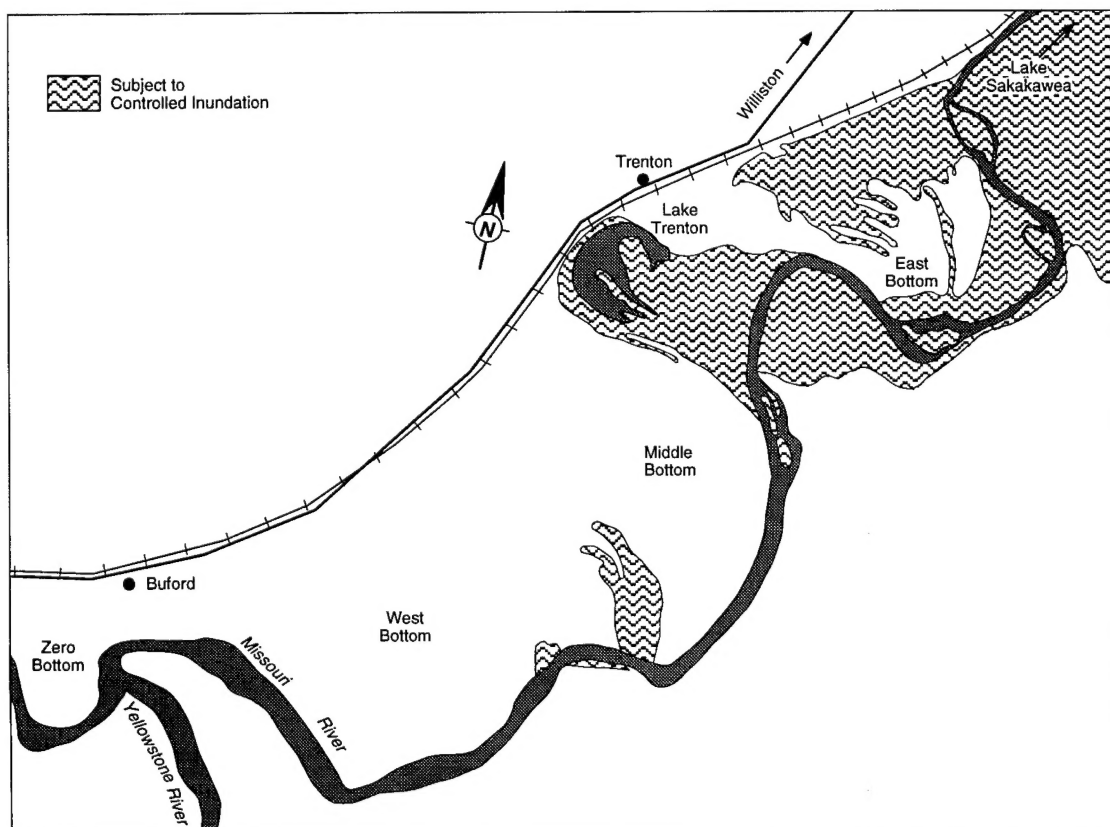 Subject to
Controlled Inundation
Williston
Lake
Sakakawea
Trenton
Lake
Trenton
N
East
Bottom
Middle
Bottom
Buford
West
Bottom
Zero
Bottom
Missouri
River
Yellowstone River